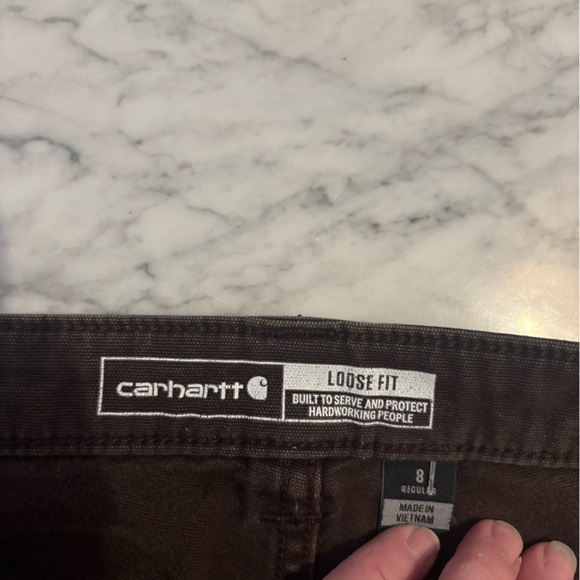 carhartt
LOOSE FIT
BUILT TO SERVE AND PROTECT
HARDWORKING PEOPLE
8
REGULAR
MADE IN
VIETNAM